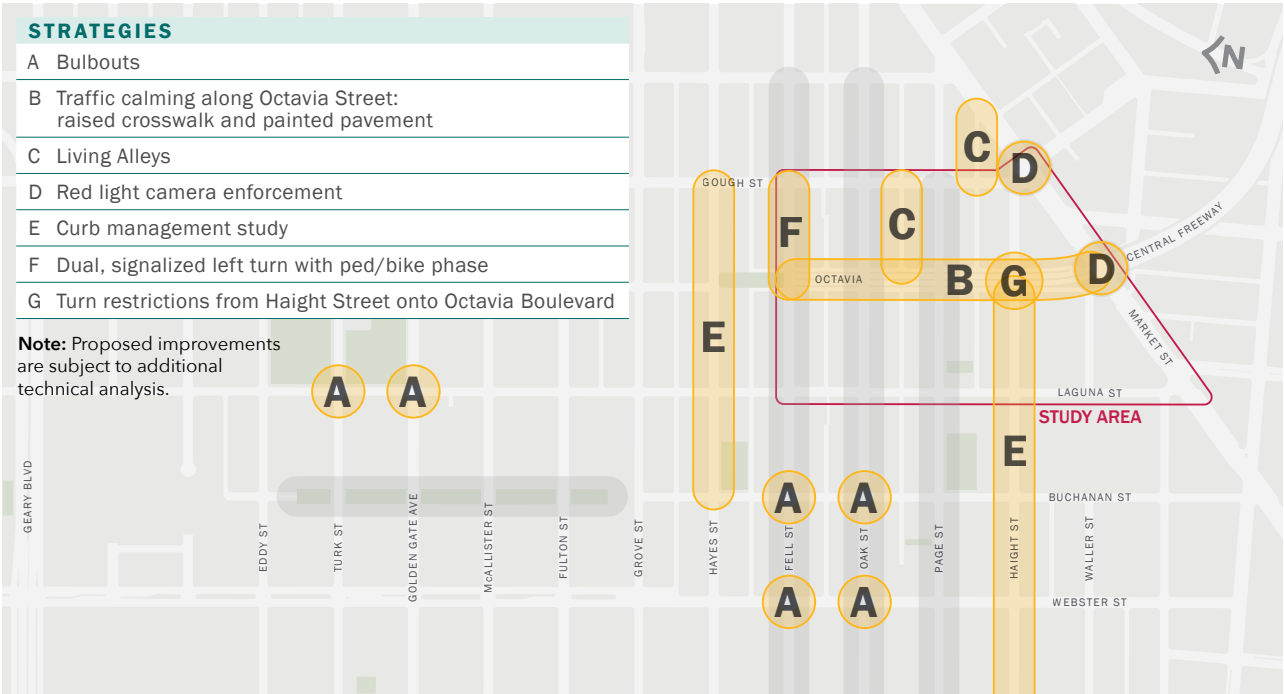 STRATEGIES
A Bulbouts
B Traffic calming along Octavia Street:
raised crosswalk and painted pavement
C Living Alleys
D Red light camera enforcement
E Curb management study
F Dual, signalized left turn with ped/bike phase
G Turn restrictions from Haight Street onto Octavia Boulevard
Note: Proposed improvements
are subject to additional
technical analysis.
N
C
D
GOUGH ST
F
C
CENTRAL FREEWAY
OCTAVIA
B
G
D
E
MARKET ST
A
A
LAGUNA ST
STUDY AREA
E
GEARY BLVD
A
A
BUCHANAN ST
EDDY ST
TURK ST
GOLDEN GATE AVE
McALLISTER ST
FULTON ST
GROVE ST
HAYES ST
FELL ST
OAK ST
PAGE ST
HAIGHT ST
WALLER ST
A
A
WEBSTER ST